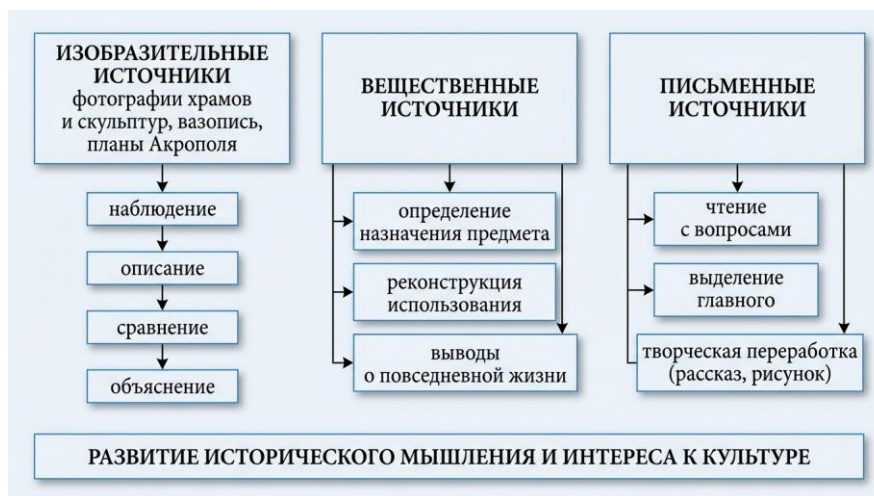 ИЗОБРАЗИТЕЛЬНЫЕ
ИСТОЧНИКИ
фотографии храмов
и скульптур, вазопись,
планы Акрополя
наблюдение
описание
сравнение
объяснение
ВЕЩЕСТВЕННЫЕ
ИСТОЧНИКИ
определение
назначения предмета
реконструкция
использования
выводы
о повседневной жизни
ПИСЬМЕННЫЕ
ИСТОЧНИКИ
чтение
с вопросами
выделение
главного
творческая переработка
(рассказ, рисунок)
РАЗВИТИЕ ИСТОРИЧЕСКОГО МЫШЛЕНИЯ И ИНТЕРЕСА К КУЛЬТУРЕ